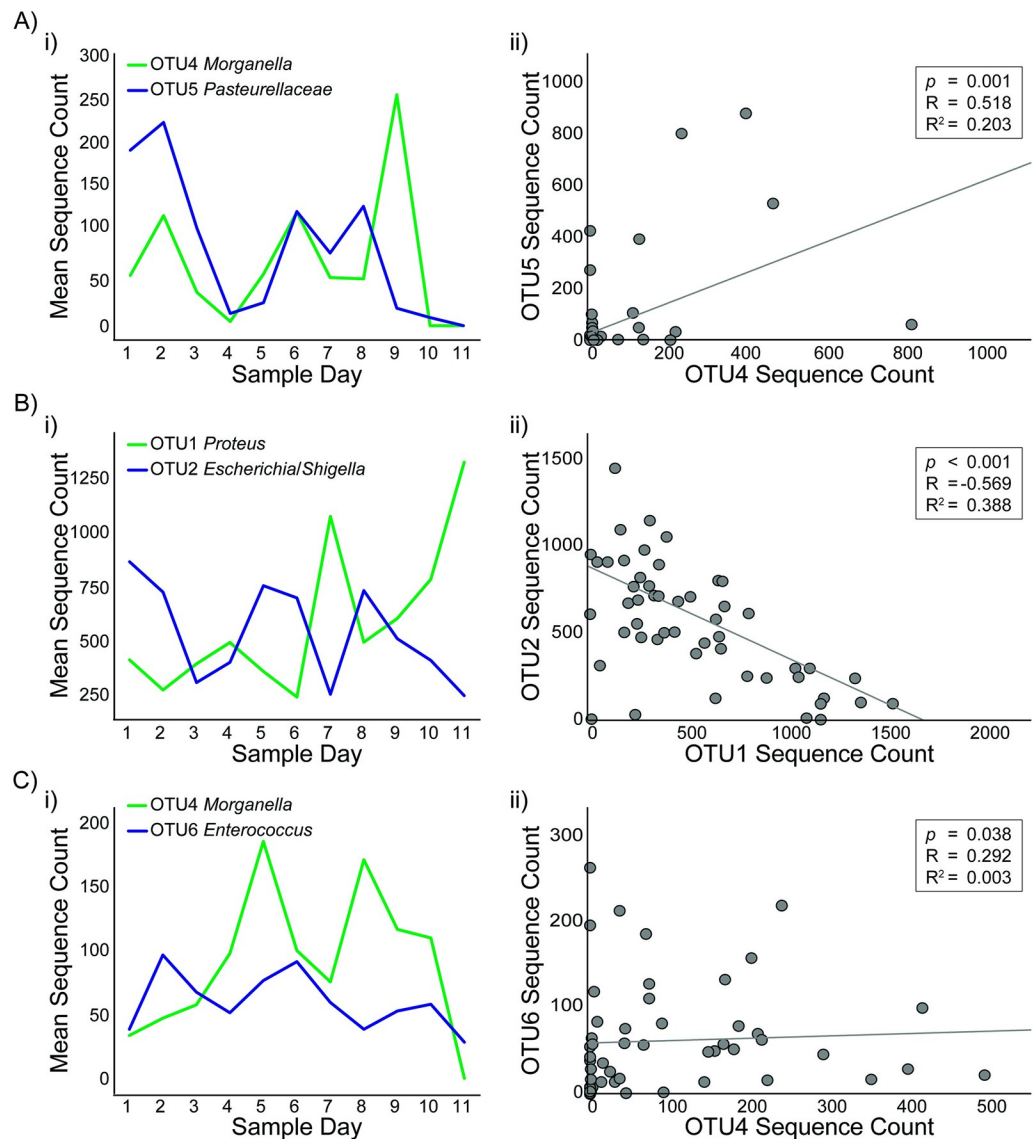 A)
i)
OTU4 Morganella
OTU5 Pasteurellaceae
Mean Sequence Count
300
250
200
150
100
50
0
1 2 3 4 5 6 7 8 9 10 11
Sample Day
ii)
p = 0.001
R = 0.518
R² = 0.203
OTU5 Sequence Count
1000
800
600
400
200
0
0 200 400 600 800 1000
OTU4 Sequence Count
B)
i)
OTU1 Proteus
OTU2 Escherichia/Shigella
Mean Sequence Count
1250
1000
750
500
250
1 2 3 4 5 6 7 8 9 10 11
Sample Day
ii)
p < 0.001
R =-0.569
R² = 0.388
OTU2 Sequence Count
1500
1000
500
0
0 500 1000 1500 2000
OTU1 Sequence Count
C)
i)
OTU4 Morganella
OTU6 Enterococcus
Mean Sequence Count
200
150
100
50
0
1 2 3 4 5 6 7 8 9 10 11
Sample Day
ii)
p = 0.038
R = 0.292
R² = 0.003
OTU6 Sequence Count
300
200
100
0
0 100 200 300 400 500
OTU4 Sequence Count